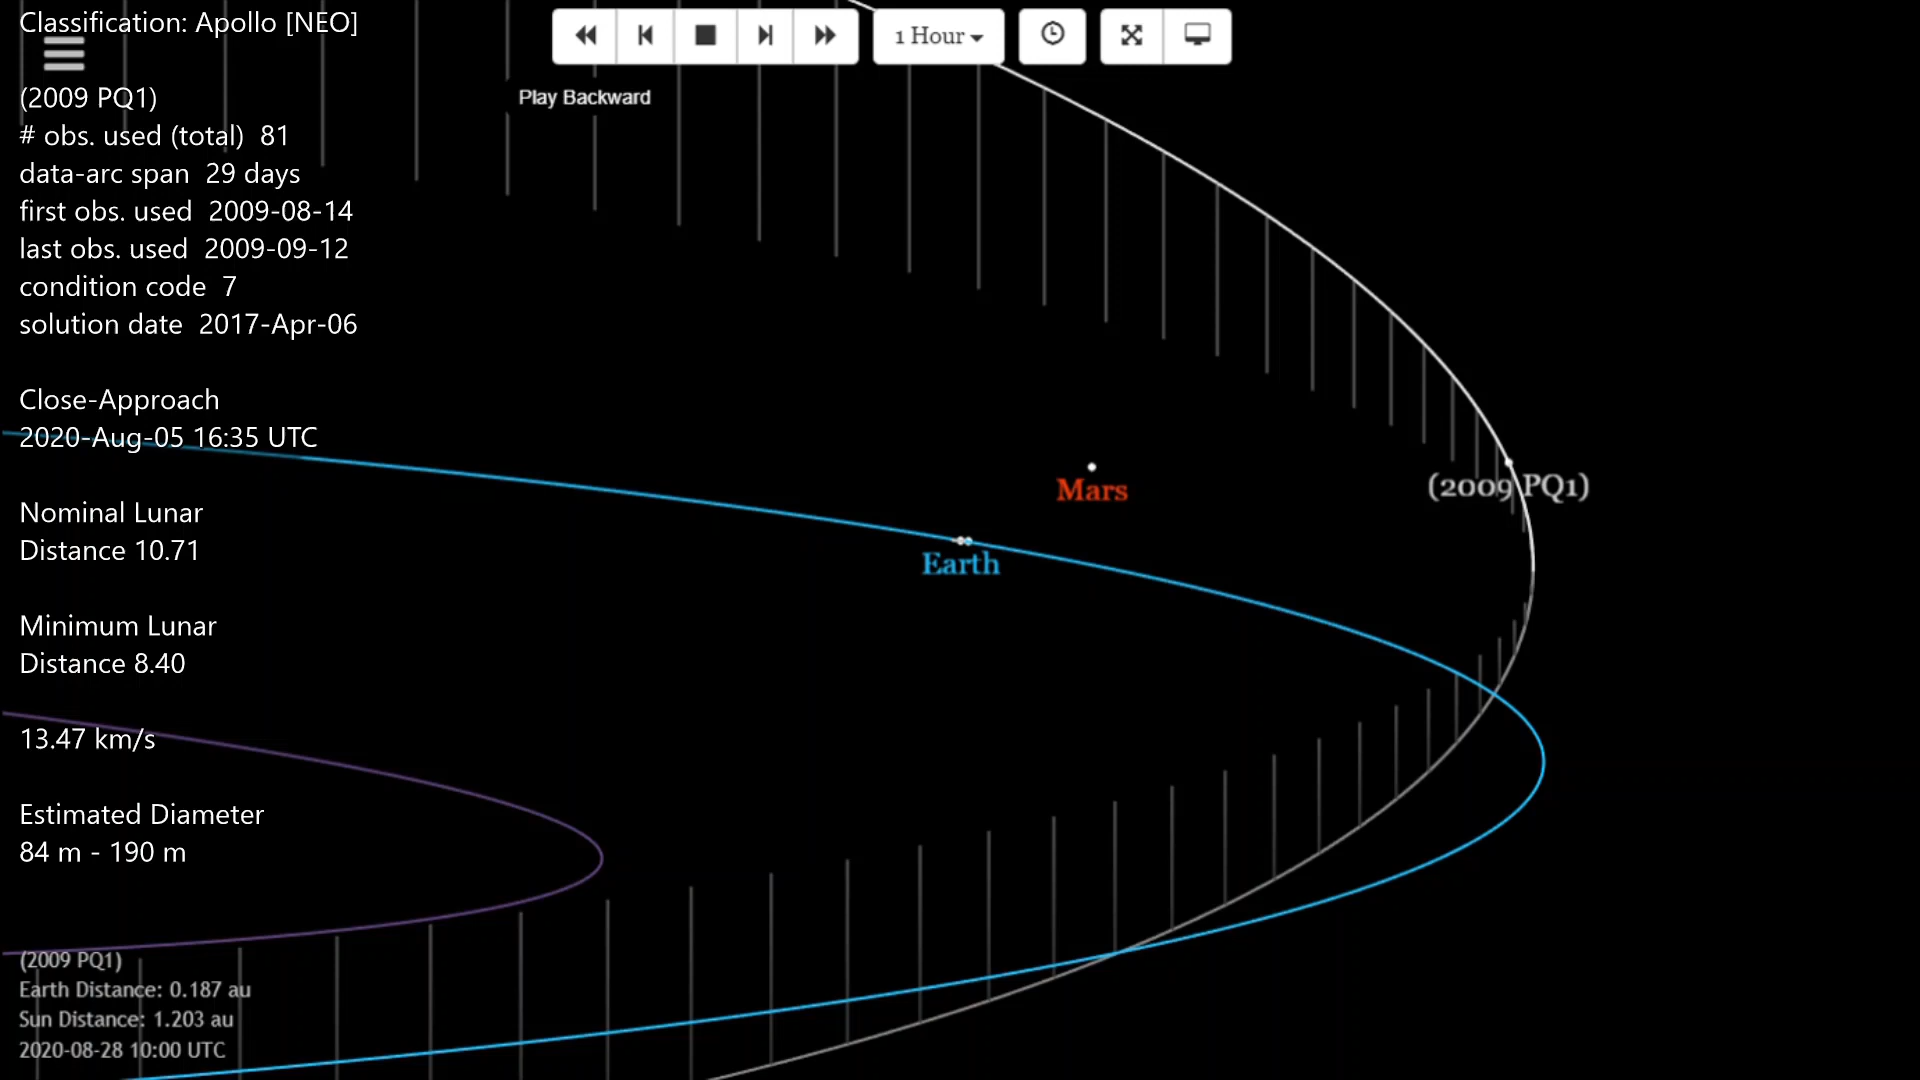 Classification: Apollo [NEO]
1 Hour
Play Backward
(2009 PQ1)
# obs. used (total) 81
data-arc span 29 days
first obs. used 2009-08-14
last obs. used 2009-09-12
condition code 7
solution date 2017-Apr-06
Close-Approach
2020-Aug-05 16:35 UTC
Nominal Lunar
Distance 10.71
Minimum Lunar
Distance 8.40
13.47 km/s
Estimated Diameter
84 m - 190 m
Mars
(2009 PQ1)
Earth
(2009 PQ1)
Earth Distance: 0.187 au
Sun Distance: 1.203 au
2020-08-28 10:00 UTC